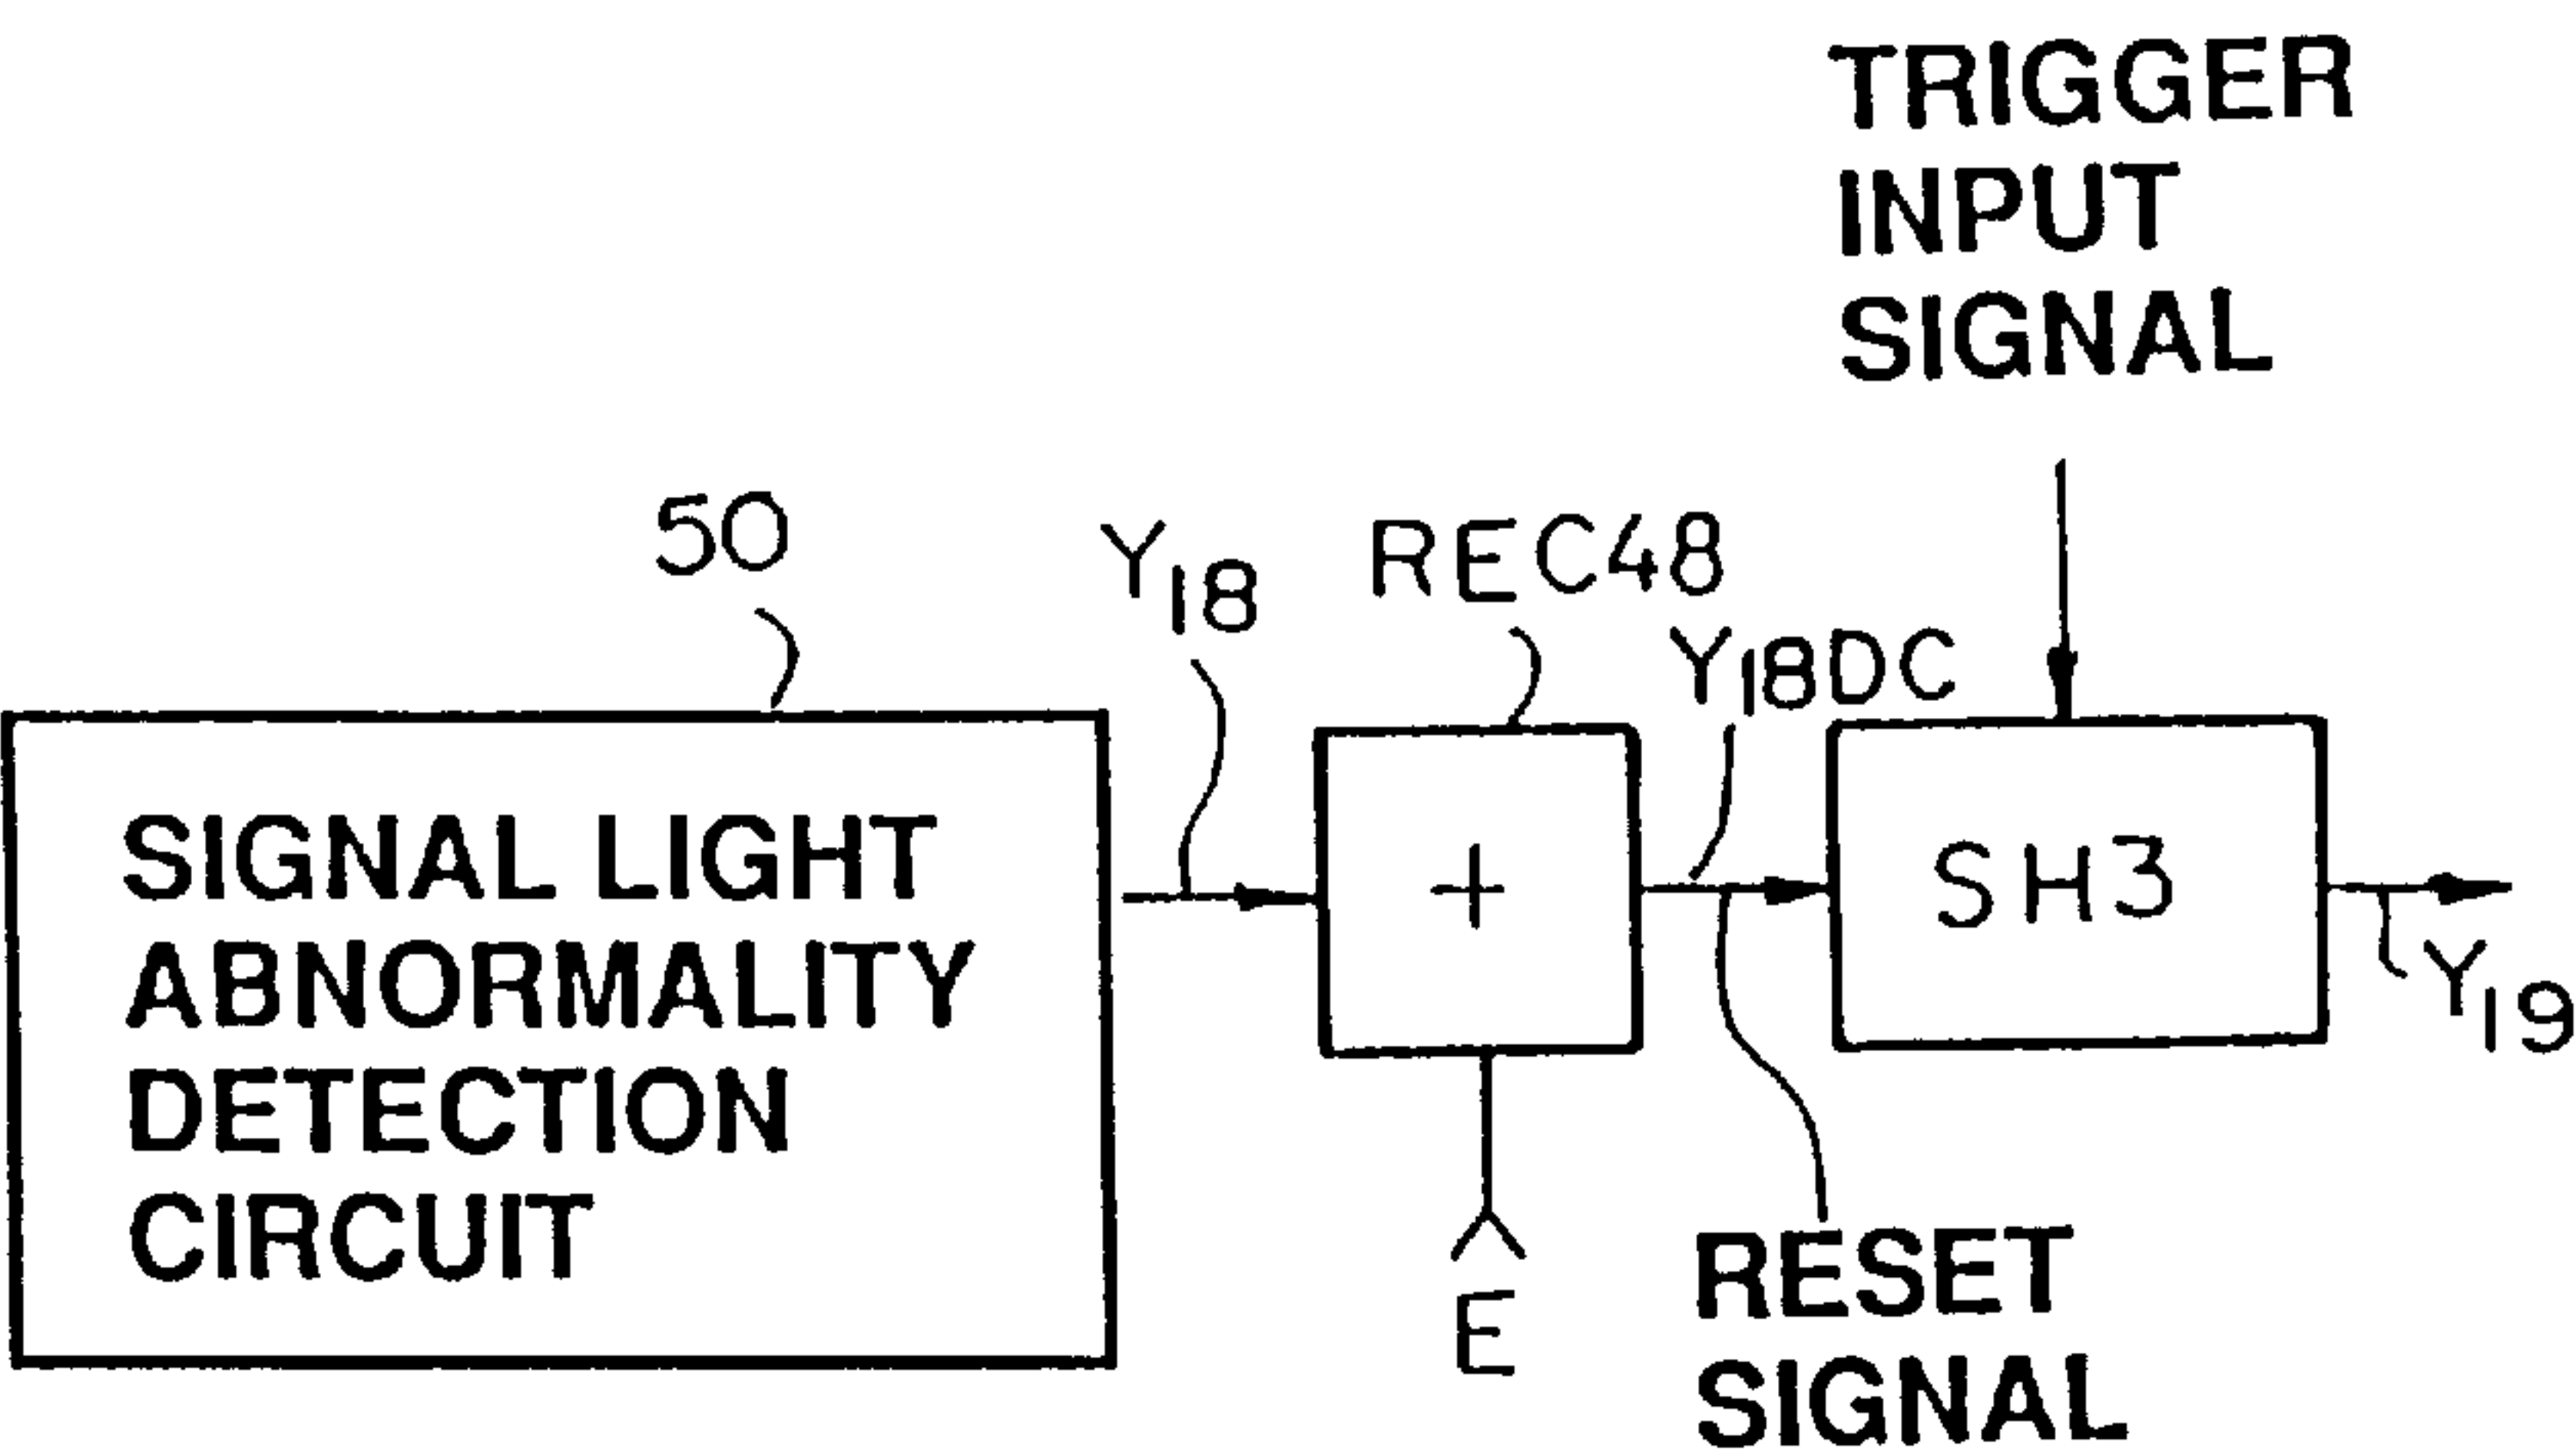 TRIGGER
INPUT
SIGNAL
50
Y18
REC48
Y18DC
SIGNAL LIGHT
ABNORMALITY
DETECTION
CIRCUIT
+
SH3
Y19
E
RESET
SIGNAL